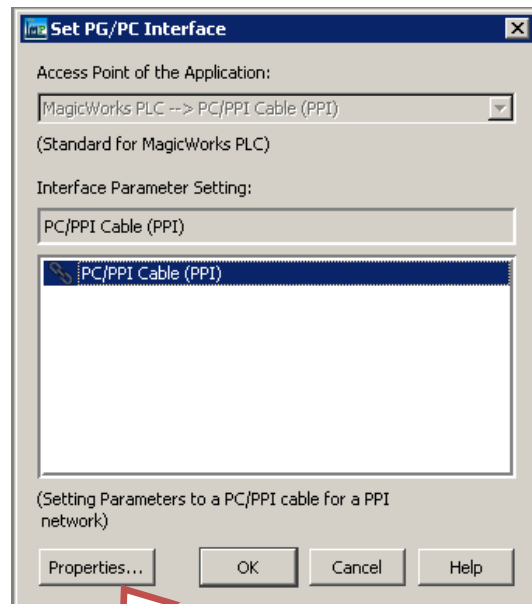 Set PG/PC Interface
Access Point of the Application:
MagicWorks PLC --> PC/PPI Cable (PPI)
(Standard for MagicWorks PLC)
Interface Parameter Setting:
PC/PPI Cable (PPI)
PC/PPI Cable (PPI)
(Setting Parameters to a PC/PPI cable for a PPI
network)
Properties... OK Cancel Help